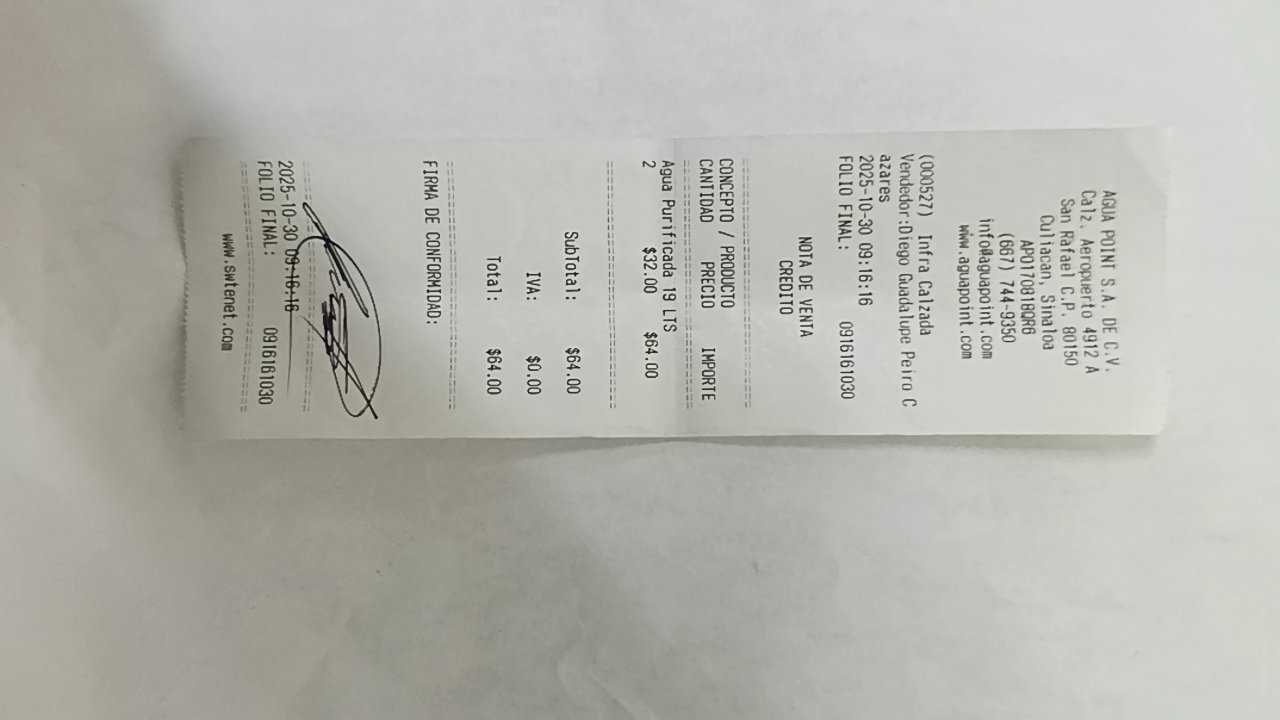 AGUA POINT S.A. DE C.V.
Calz. Aeropuerto 4912 A
San Rafael C.P. 80150
Culiacan, Sinaloa
APO170818QR6
(667) 744-9350
info@aguapoint.com
www.aguapoint.com
(000527) Infra Calzada
Vendedor:Diego Guadalupe Peiro C
azares
2025-10-30 09:16:16
FOLIO FINAL: 0916161030
NOTA DE VENTA
CREDITO
CONCEPTO / PRODUCTO
CANTIDAD PRECIO IMPORTE
Agua Purificada 19 LTS
2 $32.00 $64.00
SubTotal: $64.00
IVA: $0.00
Total: $64.00
FIRMA DE CONFORMIDAD:
2025-10-30 09:16:16
FOLIO FINAL: 0916161030
www.swtenet.com